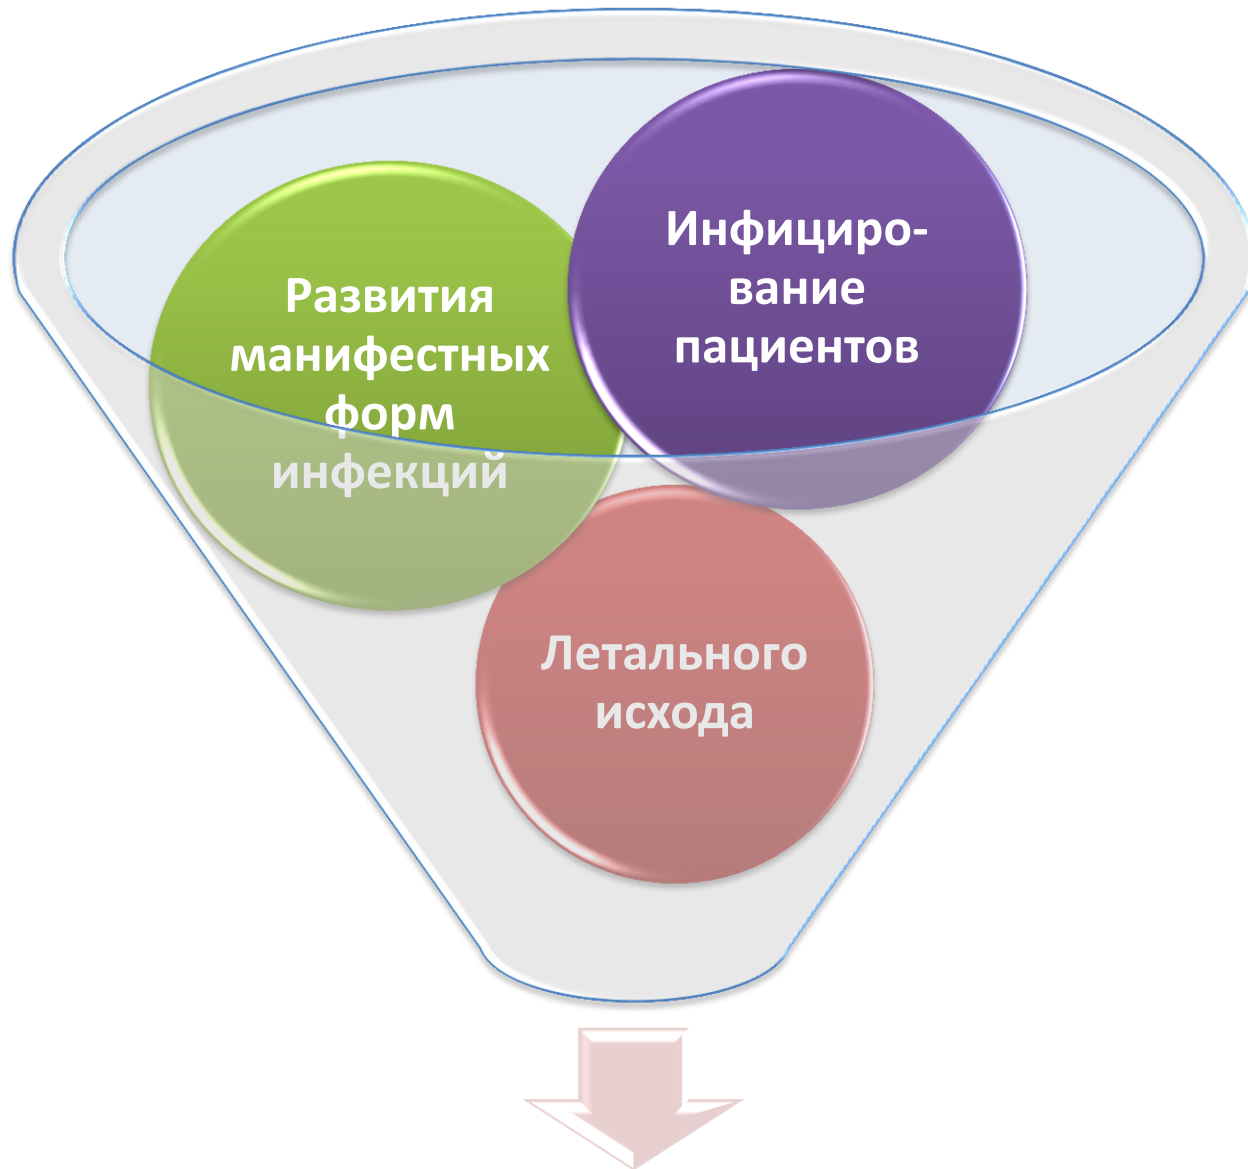 Инфициро-
вание
пациентов
Развития
манифестных
форм
инфекций
Летального
исхода